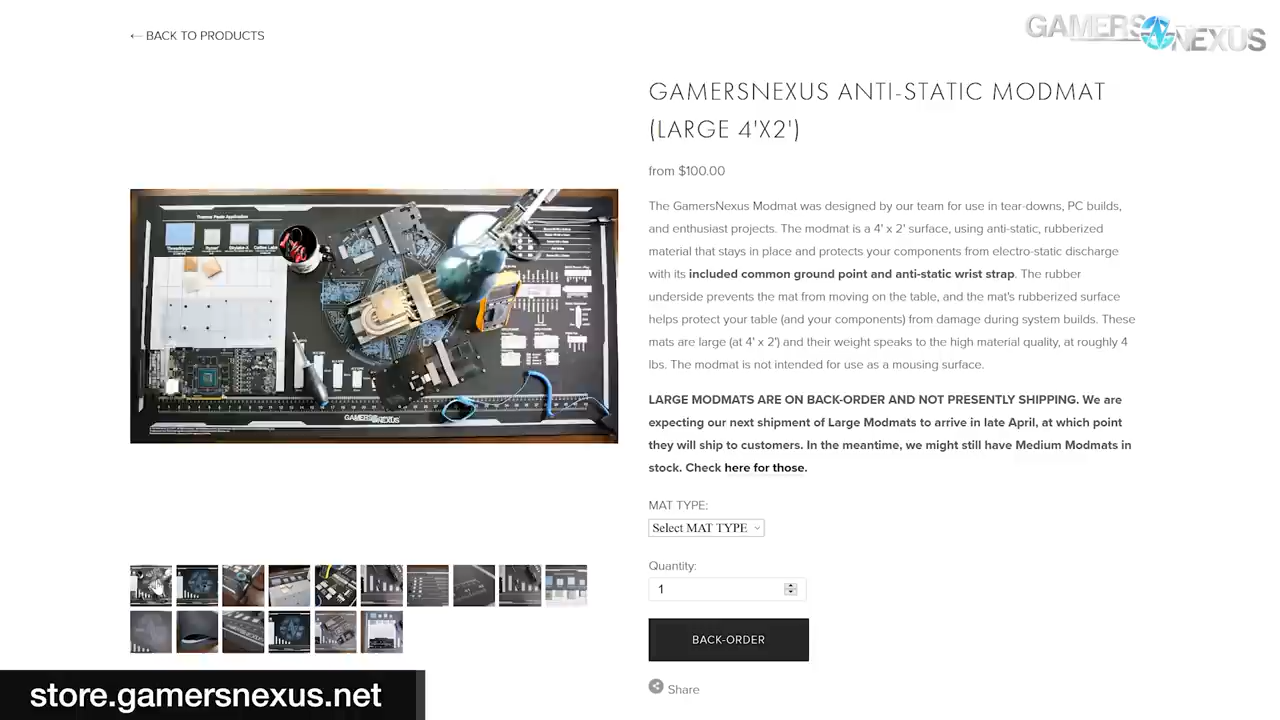 ← BACK TO PRODUCTS
GAMERS NEXUS
GAMERSNEXUS ANTI-STATIC MODMAT
(LARGE 4'X2')
from $100.00
The GamersNexus Modmat was designed by our team for use in tear-downs, PC builds,
and enthusiast projects. The modmat is a 4' x 2' surface, using anti-static, rubberized
material that stays in place and protects your components from electro-static discharge
with its included common ground point and anti-static wrist strap. The rubber
underside prevents the mat from moving on the table, and the mat's rubberized surface
helps protect your table (and your components) from damage during system builds. These
mats are large (at 4' x 2') and their weight speaks to the high material quality, at roughly 4
lbs. The modmat is not intended for use as a mousing surface.
LARGE MODMATS ARE ON BACK-ORDER AND NOT PRESENTLY SHIPPING. We are
expecting our next shipment of Large Modmats to arrive in late April, at which point
they will ship to customers. In the meantime, we might still have Medium Modmats in
stock. Check here for those.
Thermal Paste Application
GAMERS NEXUS
MAT TYPE:
Select MAT TYPE
Quantity:
1
BACK-ORDER
Share
store.gamersnexus.net